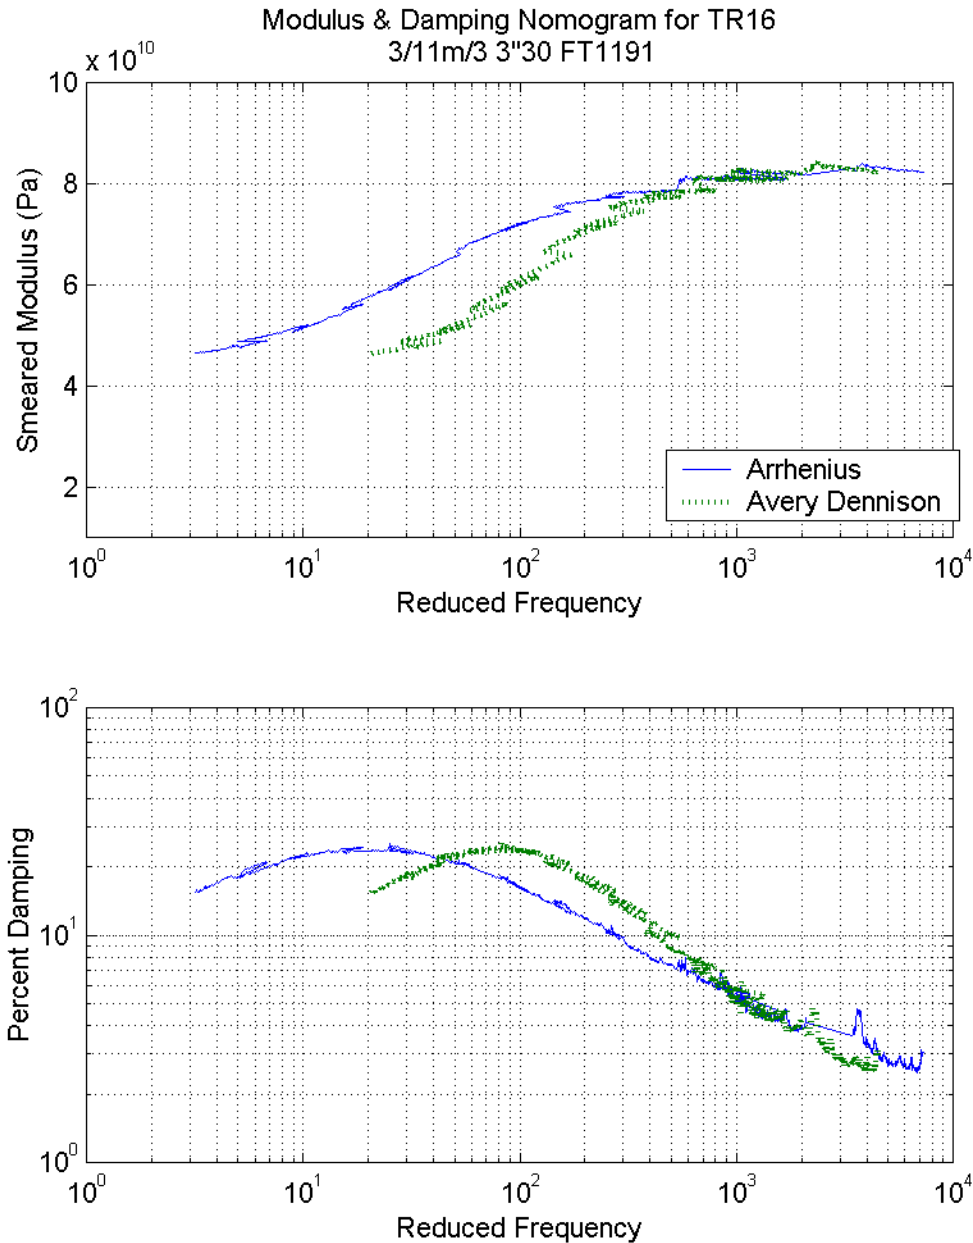 Modulus & Damping Nomogram for TR16
3/11m/3 3"30 FT1191
x 10^10
10
8
6
4
2
Smeared Modulus (Pa)
Arrhenius
Avery Dennison
10^0 10^1 10^2 10^3 10^4
Reduced Frequency
10^2
10^1
10^0
Percent Damping
10^0 10^1 10^2 10^3 10^4
Reduced Frequency